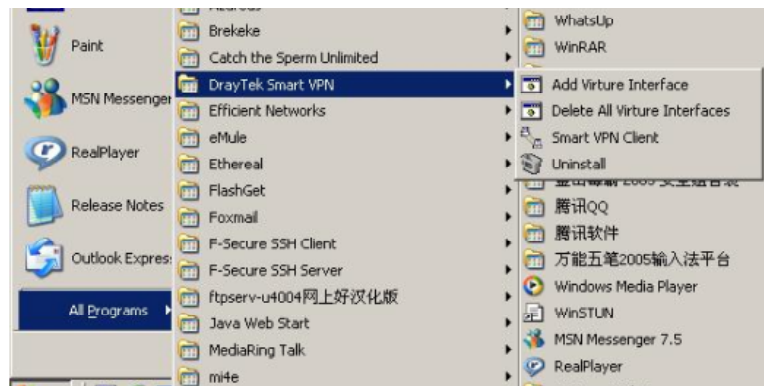 Paint
MSN Messenger
RealPlayer
Release Notes
Outlook Express
All Programs
Azureus
Brekeke
Catch the Sperm Unlimited
DrayTek Smart VPN
Efficient Networks
eMule
Ethereal
FlashGet
Foxmail
F-Secure SSH Client
F-Secure SSH Server
ftpserv-u4004网上好汉化版
Java Web Start
MediaRing Talk
mi4e
WhatsUp
WinRAR
Add Virture Interface
Delete All Virture Interfaces
Smart VPN Client
Uninstall
腾讯QQ
腾讯软件
万能五笔2005输入法平台
Windows Media Player
WinSTUN
MSN Messenger 7.5
RealPlayer